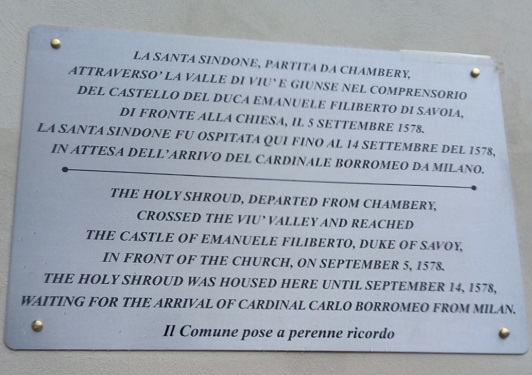 LA SANTA SINDONE, PARTITA DA CHAMBERY,
ATTRAVERSO' LA VALLE DI VIU' E GIUNSE NEL COMPRENSORIO
DEL CASTELLO DEL DUCA EMANUELE FILIBERTO DI SAVOIA,
DI FRONTE ALLA CHIESA, IL 5 SETTEMBRE 1578.
LA SANTA SINDONE FU OSPITATA QUI FINO AL 14 SETTEMBRE DEL 1578,
IN ATTESA DELL'ARRIVO DEL CARDINALE BORROMEO DA MILANO.
THE HOLY SHROUD, DEPARTED FROM CHAMBERY,
CROSSED THE VIU' VALLEY AND REACHED
THE CASTLE OF EMANUELE FILIBERTO, DUKE OF SAVOY,
IN FRONT OF THE CHURCH, ON SEPTEMBER 5, 1578.
THE HOLY SHROUD WAS HOUSED HERE UNTIL SEPTEMBER 14, 1578,
WAITING FOR THE ARRIVAL OF CARDINAL CARLO BORROMEO FROM MILAN.
Il Comune pose a perenne ricordo